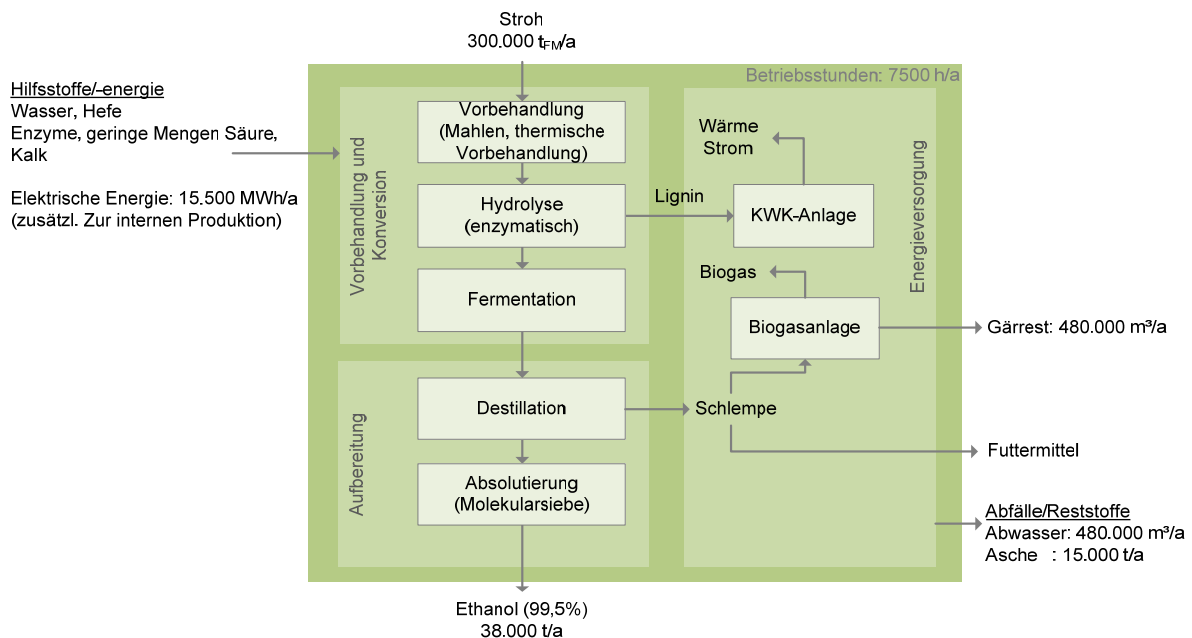 Stroh
300.000 tFM/a
Betriebsstunden: 7500 h/a
Hilfsstoffe/-energie
Wasser, Hefe
Enzyme, geringe Mengen Säure,
Kalk
Elektrische Energie: 15.500 MWh/a
(zusätzl. Zur internen Produktion)
Vorbehandlung und
Konversion
Vorbehandlung
(Mahlen, thermische
Vorbehandlung)
Hydrolyse
(enzymatisch)
Fermentation
Lignin
Wärme
Strom
KWK-Anlage
Energieversorgung
Biogas
Biogasanlage
Gärrest: 480.000 m³/a
Aufbereitung
Destillation
Schlempe
Absolutierung
(Molekularsiebe)
Futtermittel
Abfälle/Reststoffe
Abwasser: 480.000 m³/a
Asche : 15.000 t/a
Ethanol (99,5%)
38.000 t/a